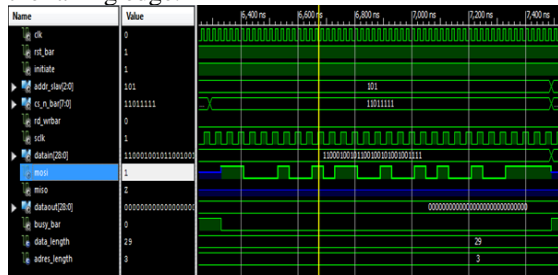 Name Value 6,400 ns 6,600 ns 6,800 ns 7,000 ns 7,200 ns 7,400 ns
clk 0
rst_bar 1
initiate 1
addr_slav[2:0] 101 101
cs_n_bar[7:0] 11011111 ... 11011111
rd_wrbar 0
sclk 1
datain[28:0] 11000100101100100101001001111
mosi 1
miso Z
dataout[28:0] 00000000000000000000000000000
busy_bar 0
data_length 29 29
adres_length 3 3